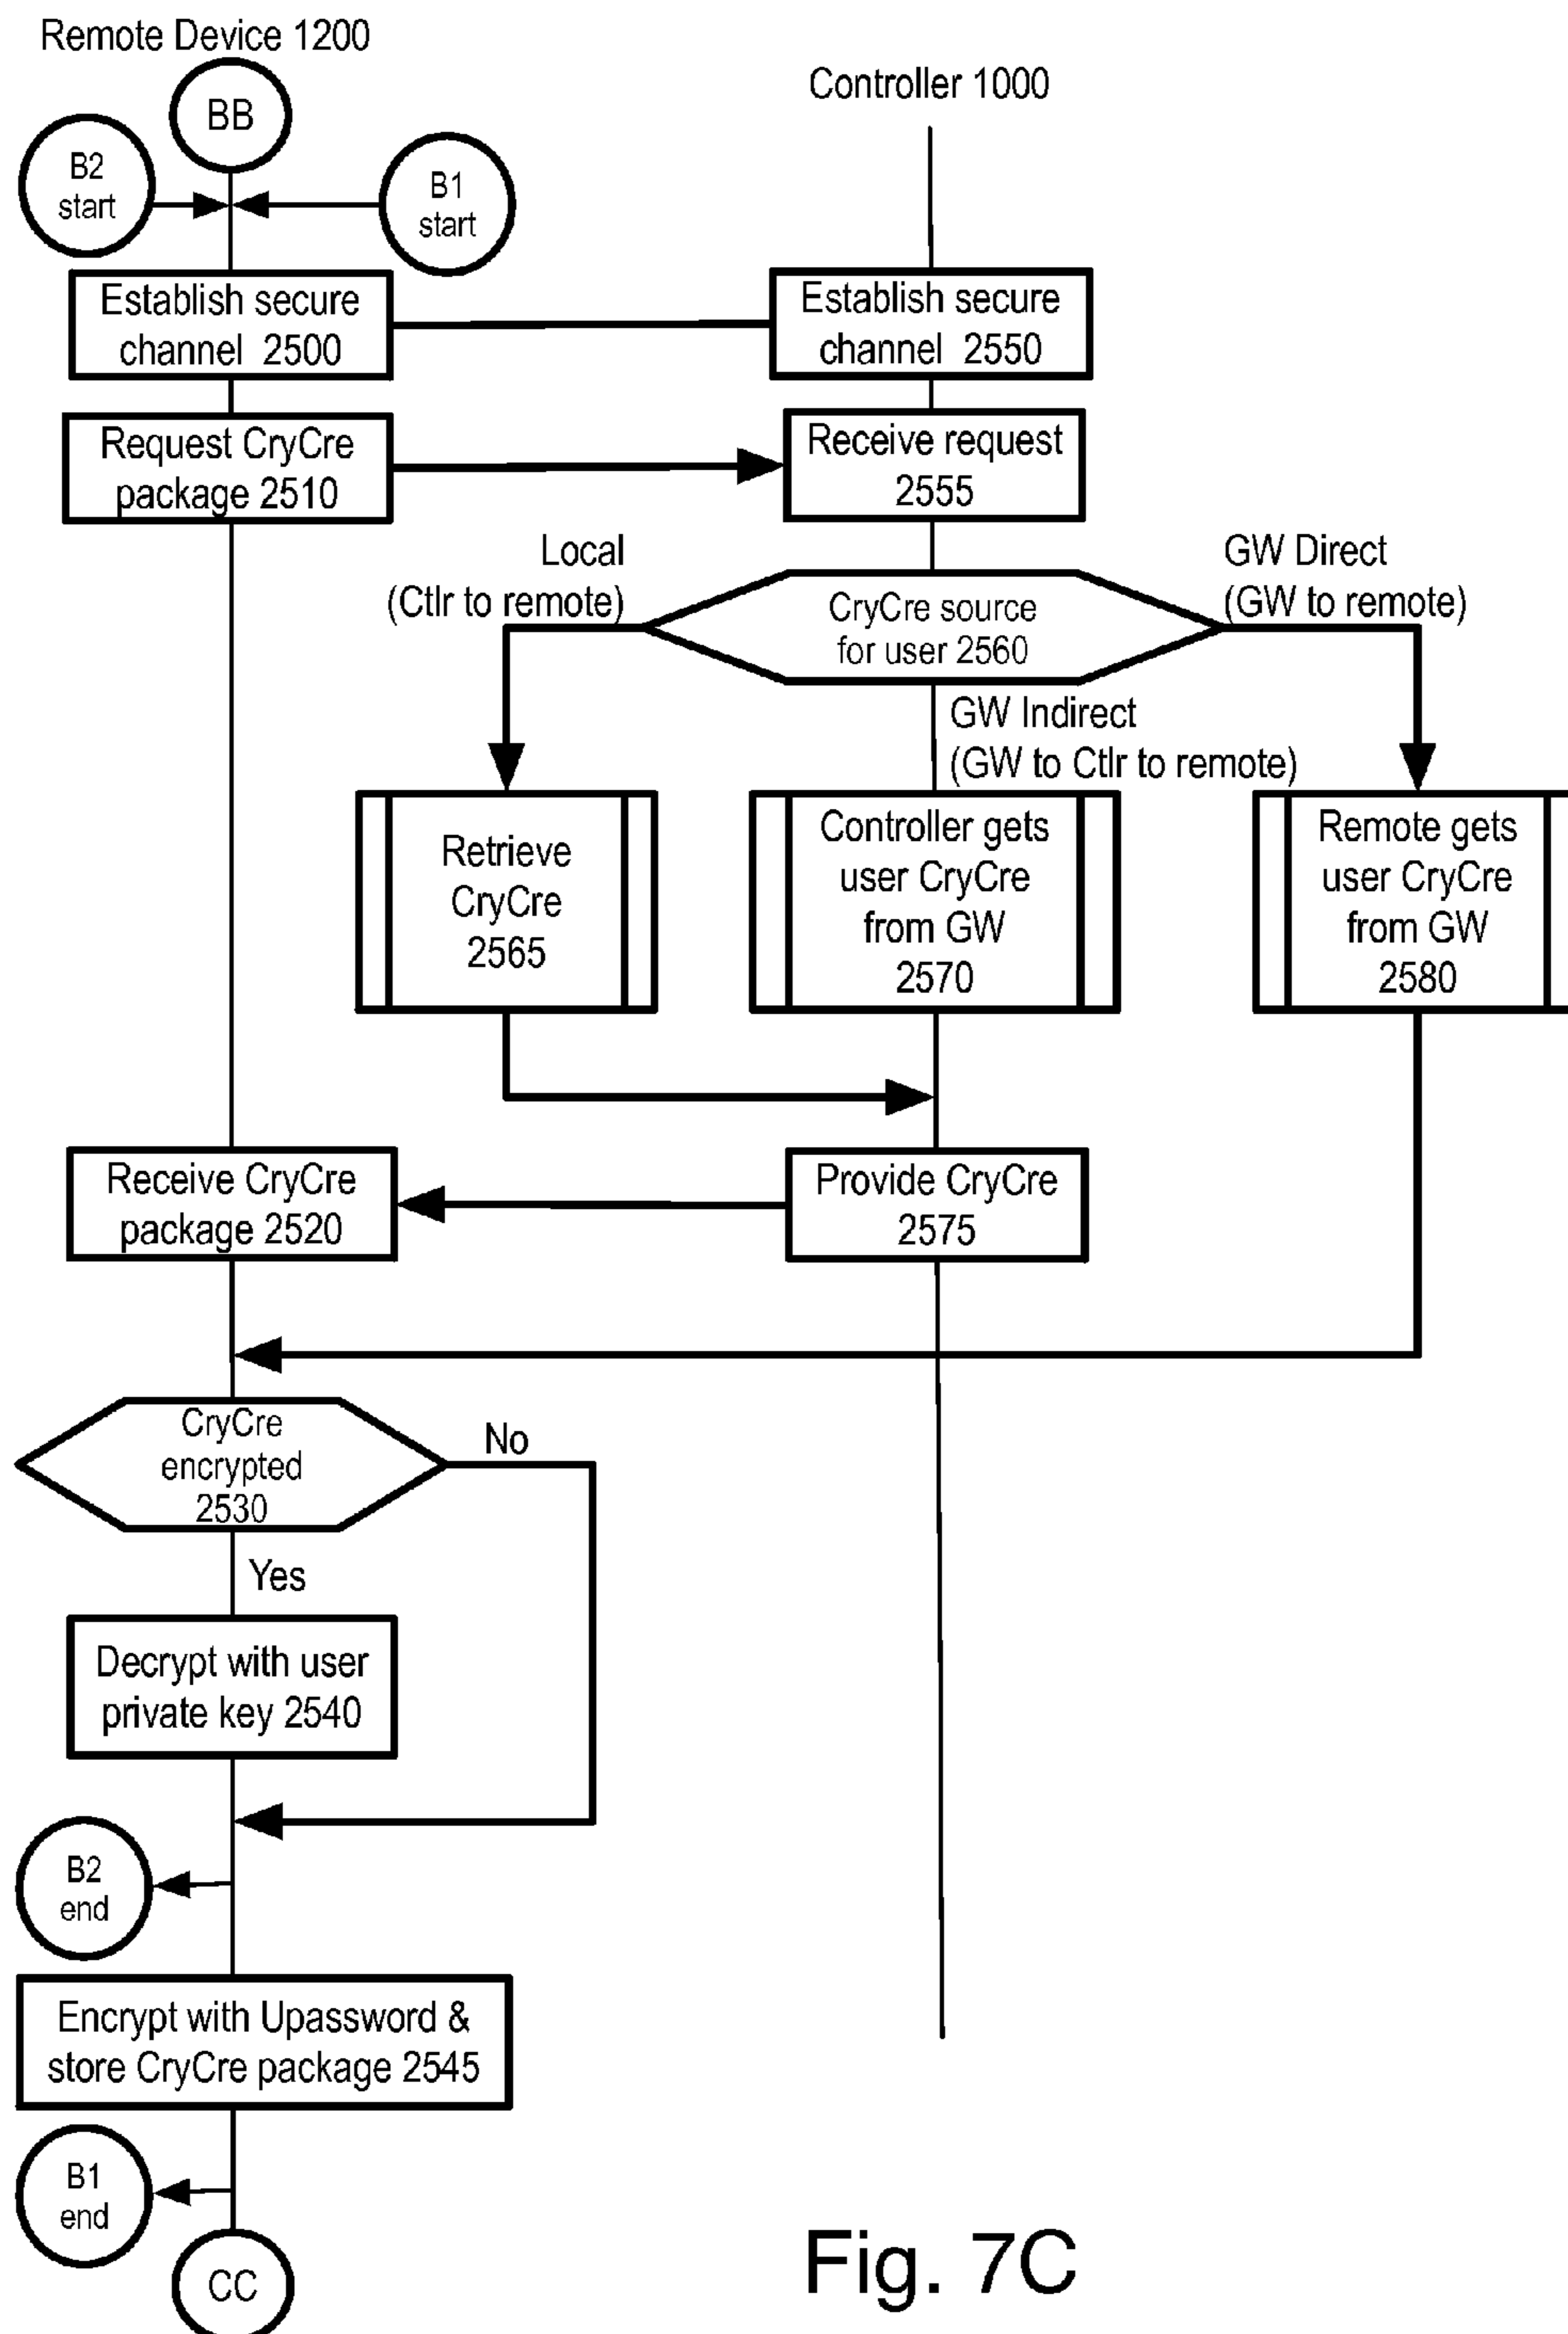 Remote Device 1200
BB
B2
start
B1
start
Controller 1000
Establish secure
channel 2500
Establish secure
channel 2550
Request CryCre
package 2510
Receive request
2555
Local
(Ctlr to remote)
CryCre source
for user 2560
GW Direct
(GW to remote)
GW Indirect
(GW to Ctlr to remote)
Retrieve
CryCre
2565
Controller gets
user CryCre
from GW
2570
Remote gets
user CryCre
from GW
2580
Receive CryCre
package 2520
Provide CryCre
2575
CryCre
encrypted
2530
No
Yes
Decrypt with user
private key 2540
B2
end
Encrypt with Upassword &
store CryCre package 2545
B1
end
CC
Fig. 7C